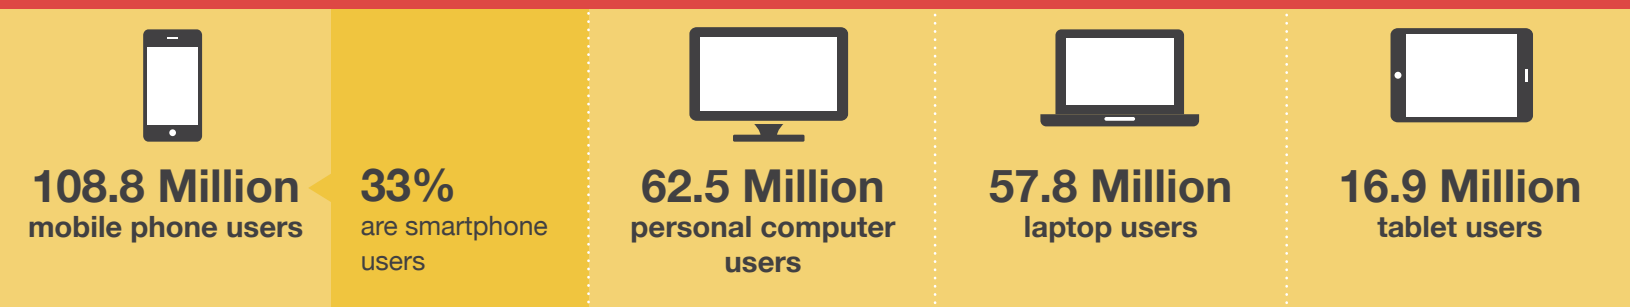 108.8 Million
mobile phone users
33%
are smartphone
users
62.5 Million
personal computer
users
57.8 Million
laptop users
16.9 Million
tablet users